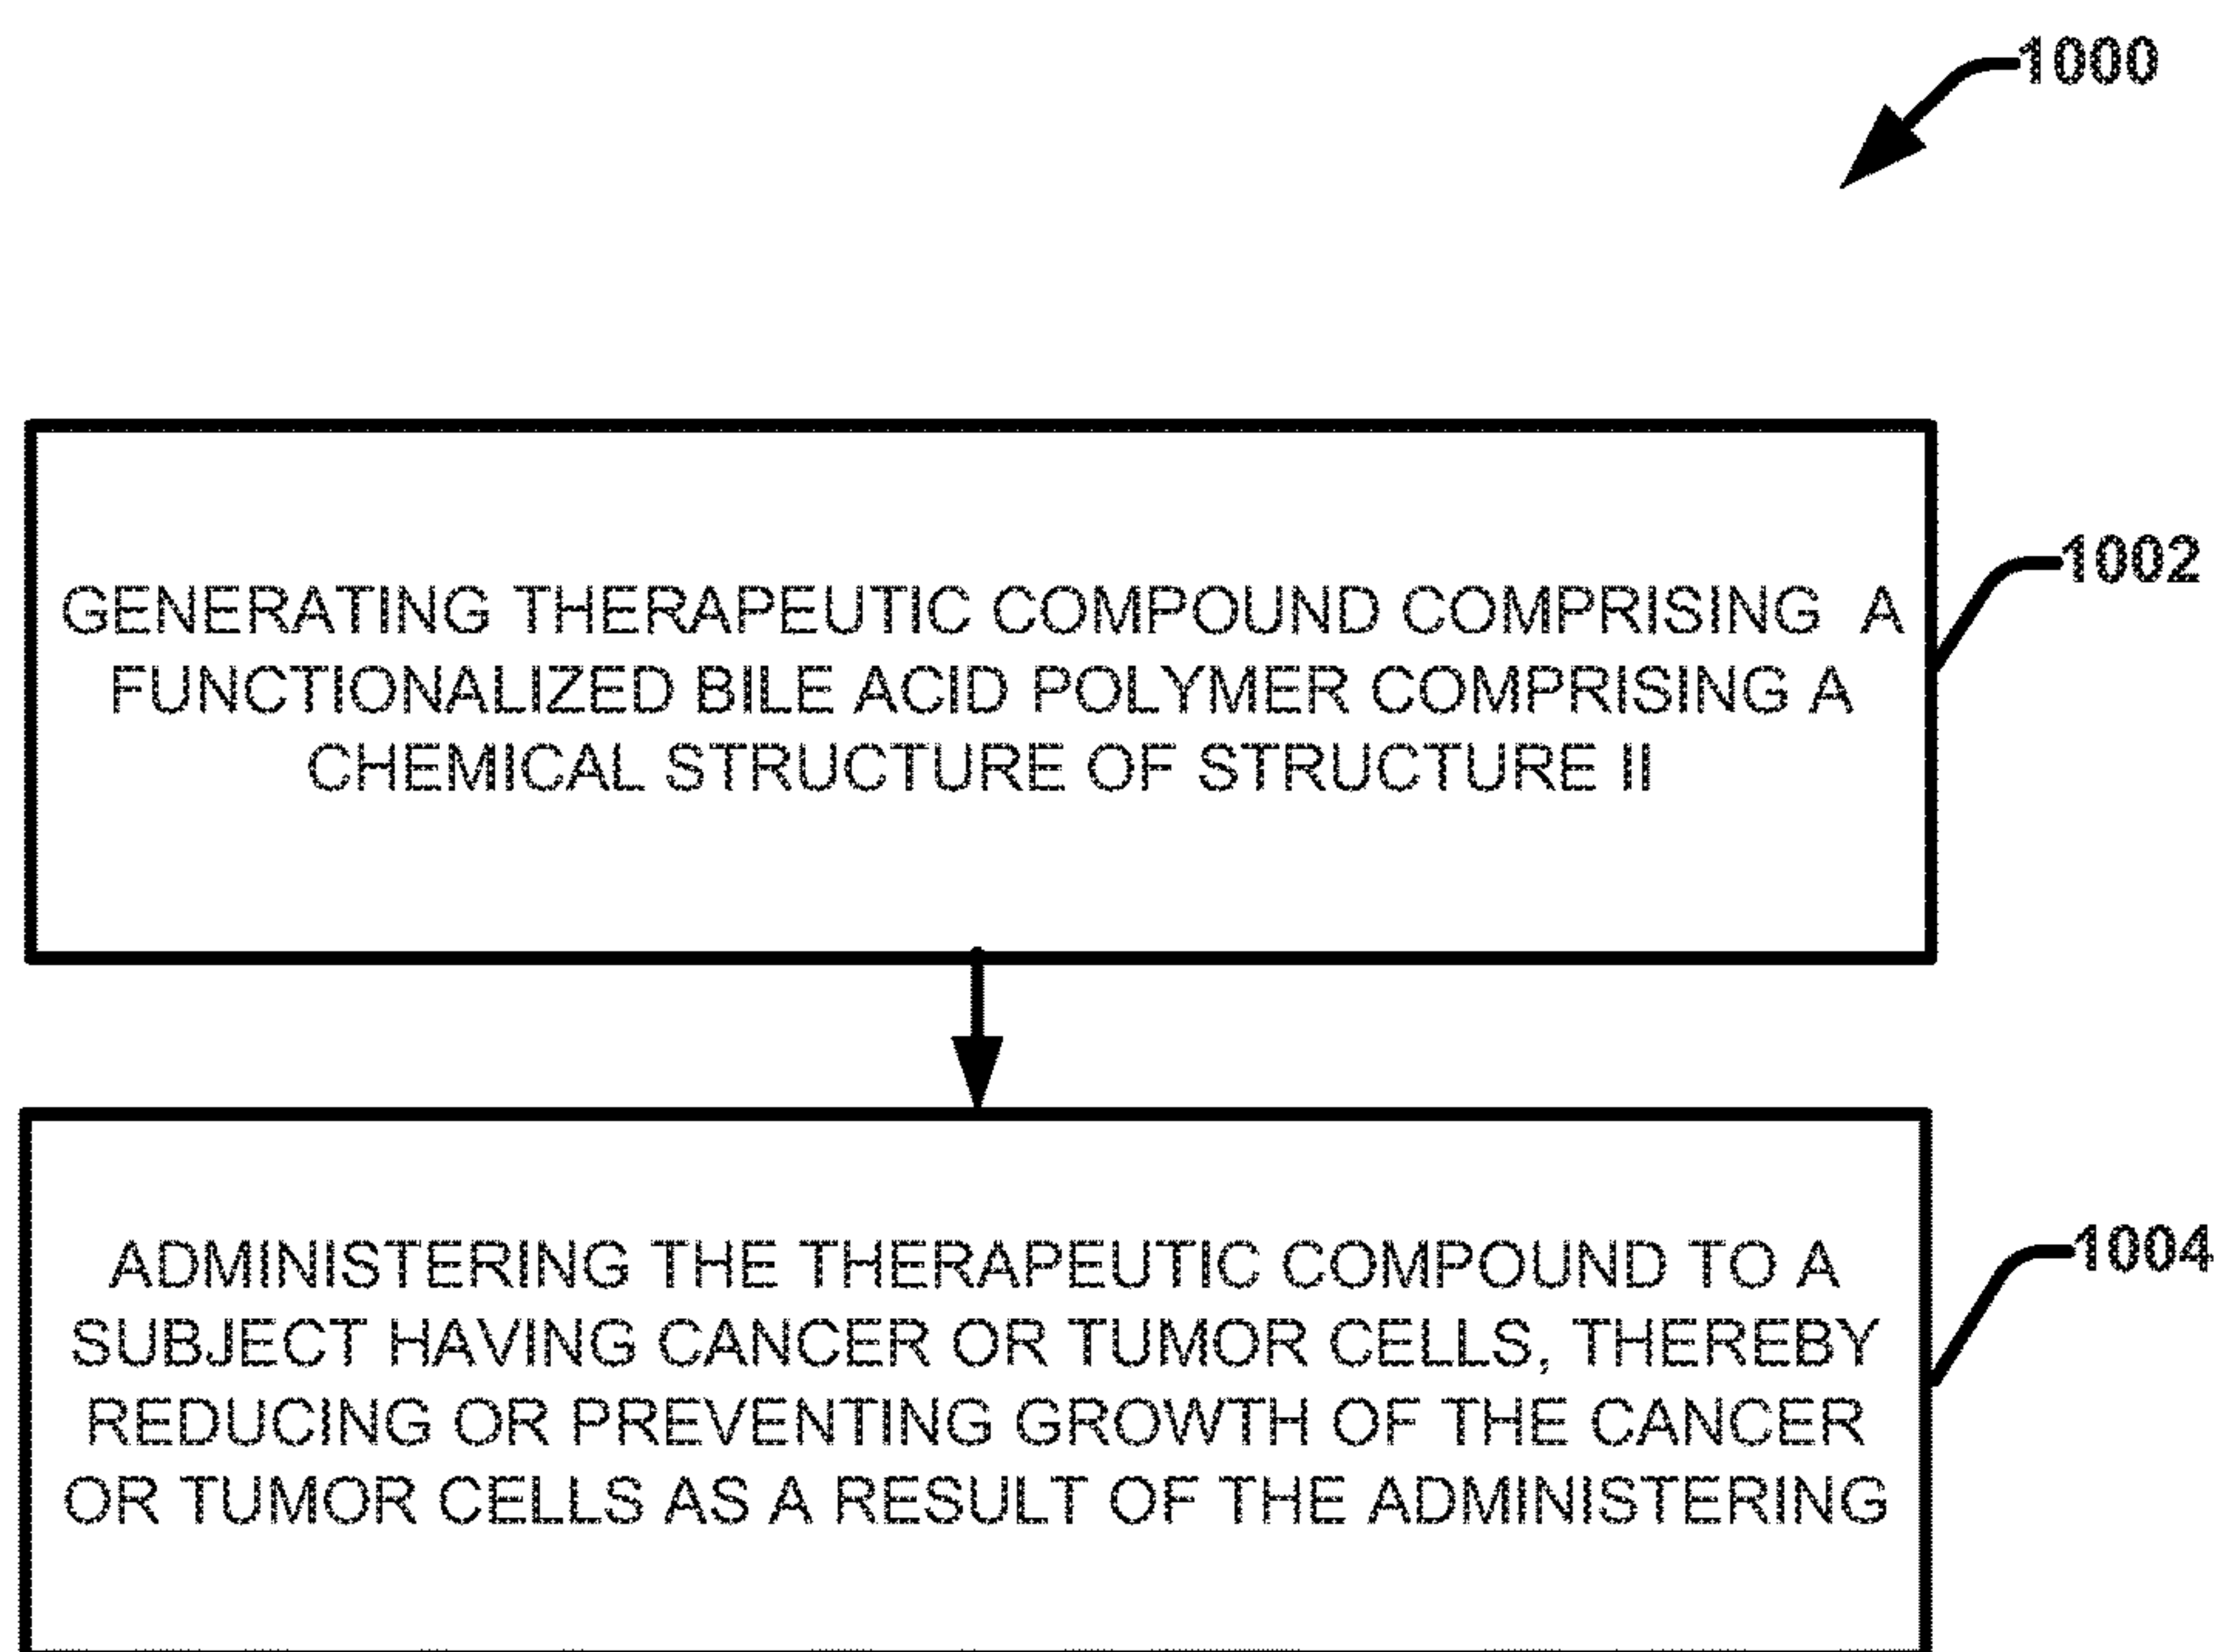 1000
GENERATING THERAPEUTIC COMPOUND COMPRISING A
1002
FUNCTIONALIZED BILE ACID POLYMER COMPRISING A
CHEMICAL STRUCTURE OF STRUCTURE II
ADMINISTERING THE THERAPEUTIC COMPOUND TO A
1004
SUBJECT HAVING CANCER OR TUMOR CELLS, THEREBY
REDUCING OR PREVENTING GROWTH OF THE CANCER
OR TUMOR CELLS AS A RESULT OF THE ADMINISTERING